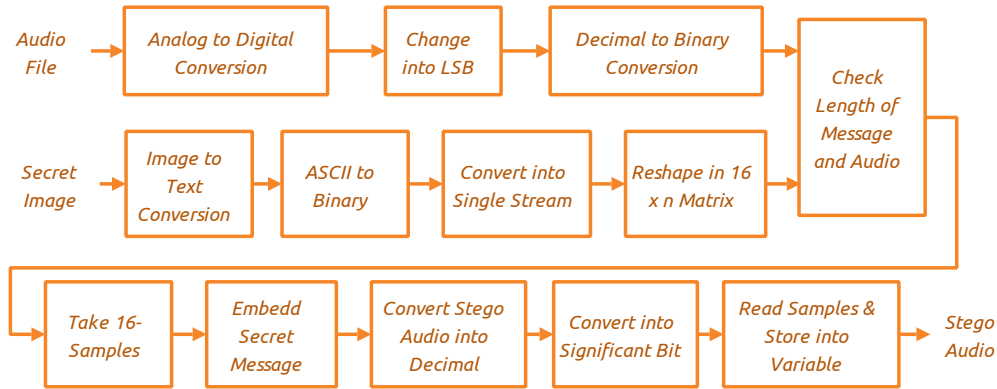 Audio
File
Analog to Digital
Conversion
Change
into LSB
Decimal to Binary
Conversion
Check
Length of
Message
and Audio
Secret
Image
Image to
Text
Conversion
ASCII to
Binary
Convert into
Single Stream
Reshape in 16
x n Matrix
Take 16-
Samples
Embedd
Secret
Message
Convert Stego
Audio into
Decimal
Convert into
Significant Bit
Read Samples &
Store into
Variable
Stego
Audio